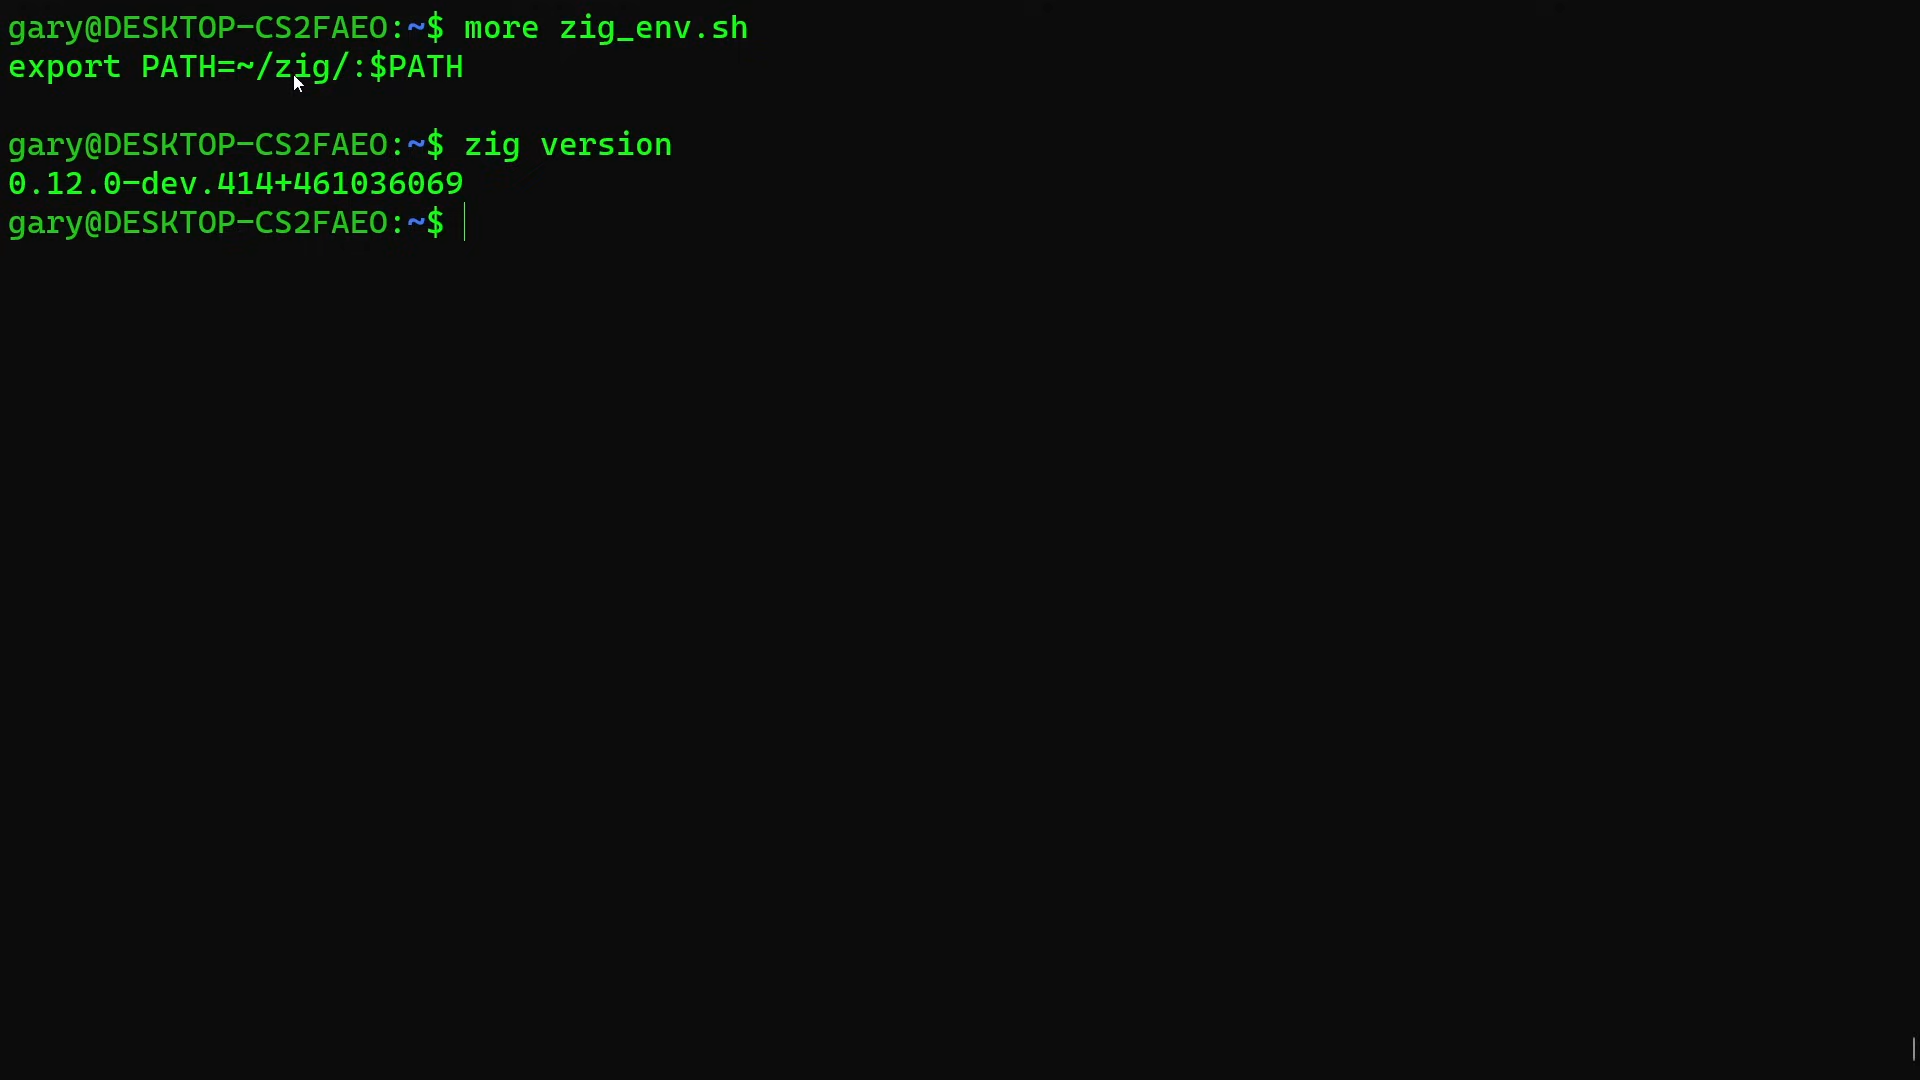 gary@DESKTOP-CS2FAEO:~$ more zig_env.sh
export PATH=~/zig/:$PATH
gary@DESKTOP-CS2FAEO:~$ zig version
0.12.0-dev.414+461036069
gary@DESKTOP-CS2FAEO:~$